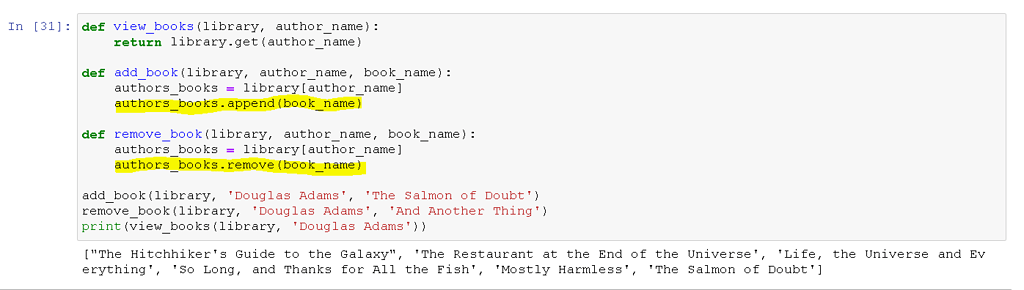 In [31]: def view_books(library, author_name):
    return library.get(author_name)
def add_book(library, author_name, book_name):
    authors_books = library[author_name]
    authors_books.append(book_name)
def remove_book(library, author_name, book_name):
    authors_books = library[author_name]
    authors_books.remove(book_name)
add_book(library, 'Douglas Adams', 'The Salmon of Doubt')
remove_book(library, 'Douglas Adams', 'And Another Thing')
print(view_books(library, 'Douglas Adams'))
["The Hitchhiker's Guide to the Galaxy", 'The Restaurant at the End of the Universe', 'Life, the Universe and Ev
erything', 'So Long, and Thanks for All the Fish', 'Mostly Harmless', 'The Salmon of Doubt']